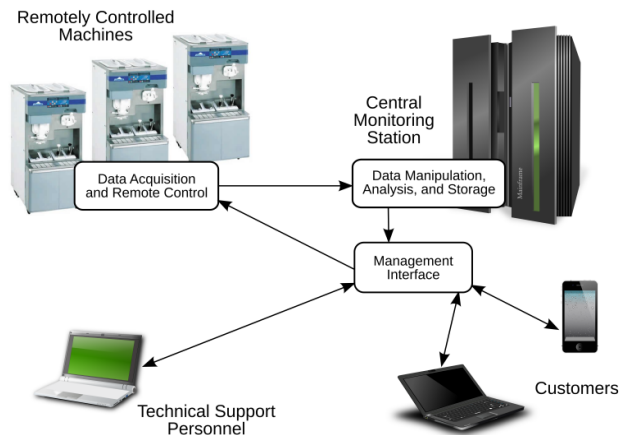 Remotely Controlled
Machines
Central
Monitoring
Station
Data Acquisition
and Remote Control
Data Manipulation,
Analysis, and Storage
Mainframe
Management
Interface
Technical Support
Personnel
Customers